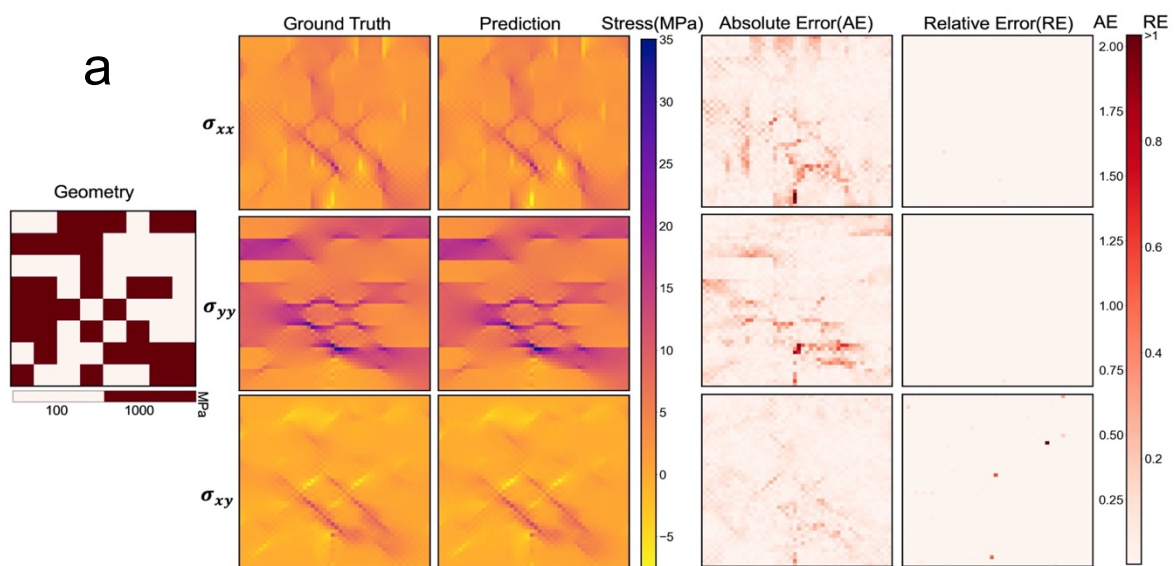 Ground Truth
Prediction
Stress(MPa)
Absolute Error(AE)
Relative Error(RE)
AE
RE
a
Geometry
100
1000
MPa
σxx
σyy
σxy
35
30
25
20
15
10
5
0
−5
2.00
1.75
1.50
1.25
1.00
0.75
0.50
0.25
>1
0.8
0.6
0.4
0.2